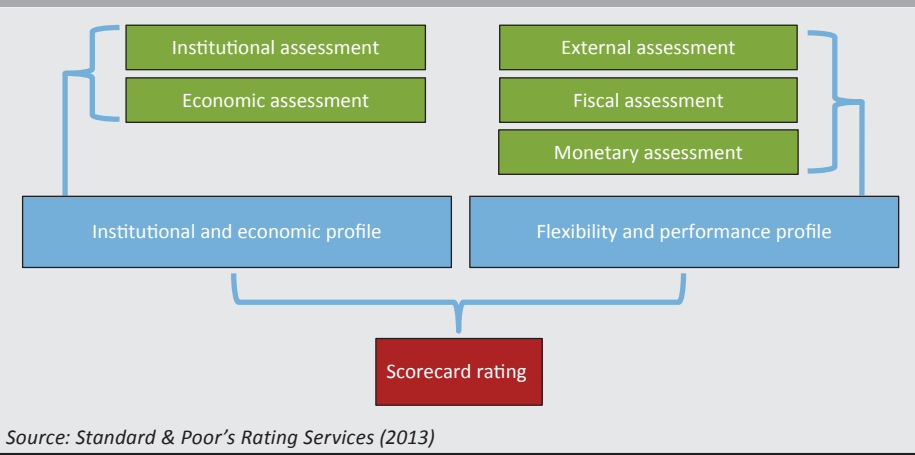 Institutional assessment
Economic assessment
External assessment
Fiscal assessment
Monetary assessment
Institutional and economic profile
Flexibility and performance profile
Scorecard rating
Source: Standard & Poor’s Rating Services (2013)